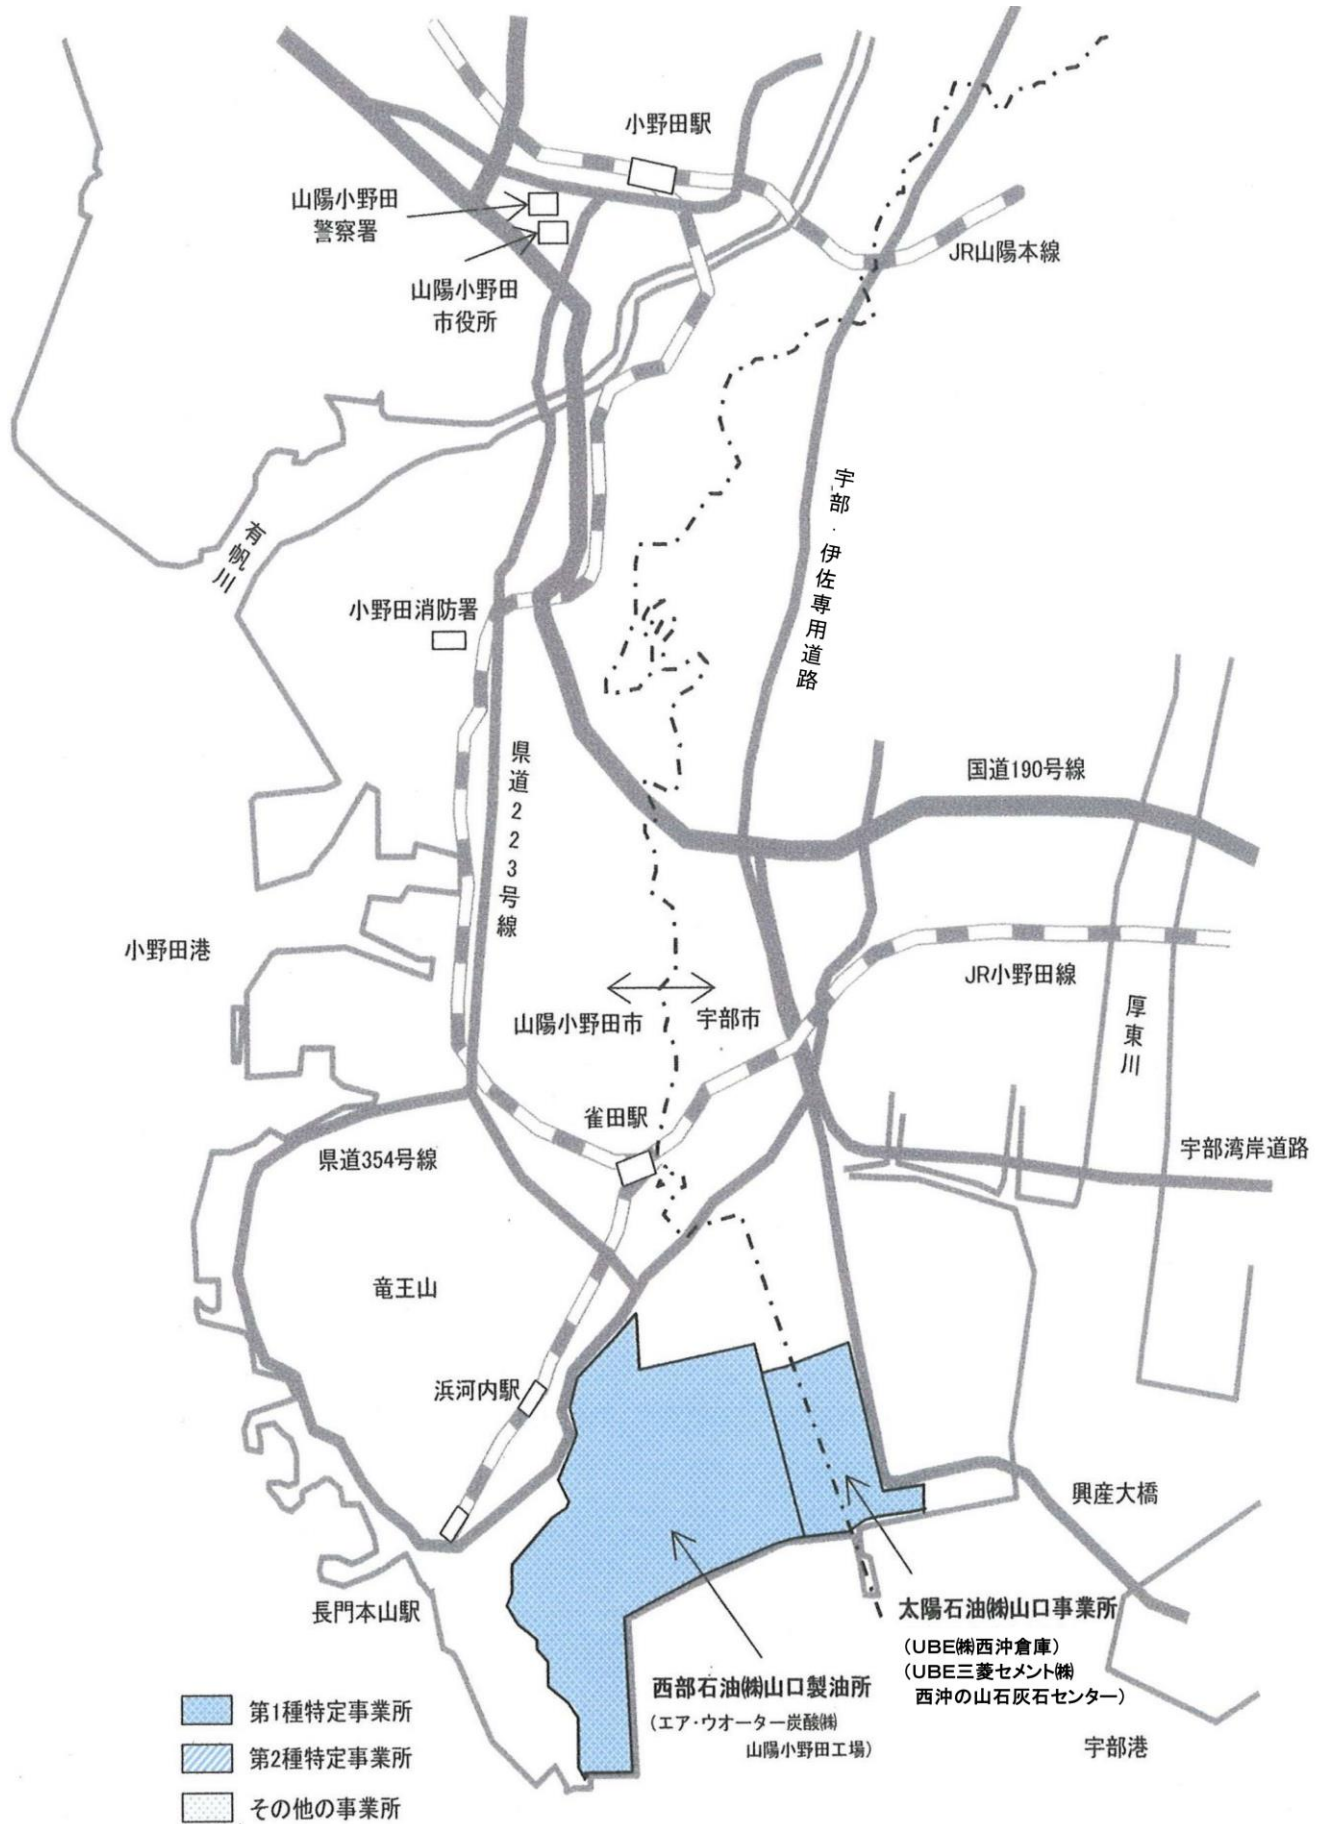 小野田駅
山陽小野田
警察署
山陽小野田
市役所
JR山陽本線
宇部・伊佐専用道路
有帆川
小野田消防署
県道223号線
国道190号線
小野田港
JR小野田線
山陽小野田市
宇部市
厚東川
雀田駅
県道354号線
宇部湾岸道路
竜王山
浜河内駅
興産大橋
長門本山駅
太陽石油㈱山口事業所
(UBE㈱西沖倉庫)
(UBE三菱セメント㈱
西沖の山石灰石センター)
西部石油㈱山口製油所
(エア・ウオーター炭酸㈱
山陽小野田工場)
宇部港
第1種特定事業所
第2種特定事業所
その他の事業所